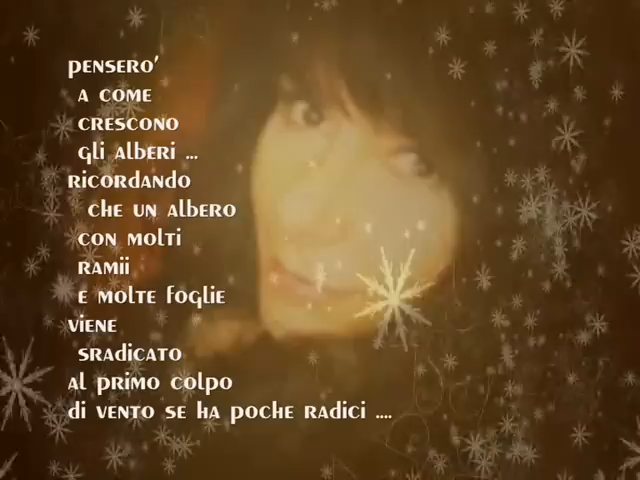 PENSERO'
A COME
CRESCONO
GLI ALBERI ...
RICORDANDO
CHE UN ALBERO
CON MOLTI
RAMII
E MOLTE FOGLIE
VIENE
SRADICATO
AL PRIMO COLPO
DI VENTO SE HA POCHE RADICI ....